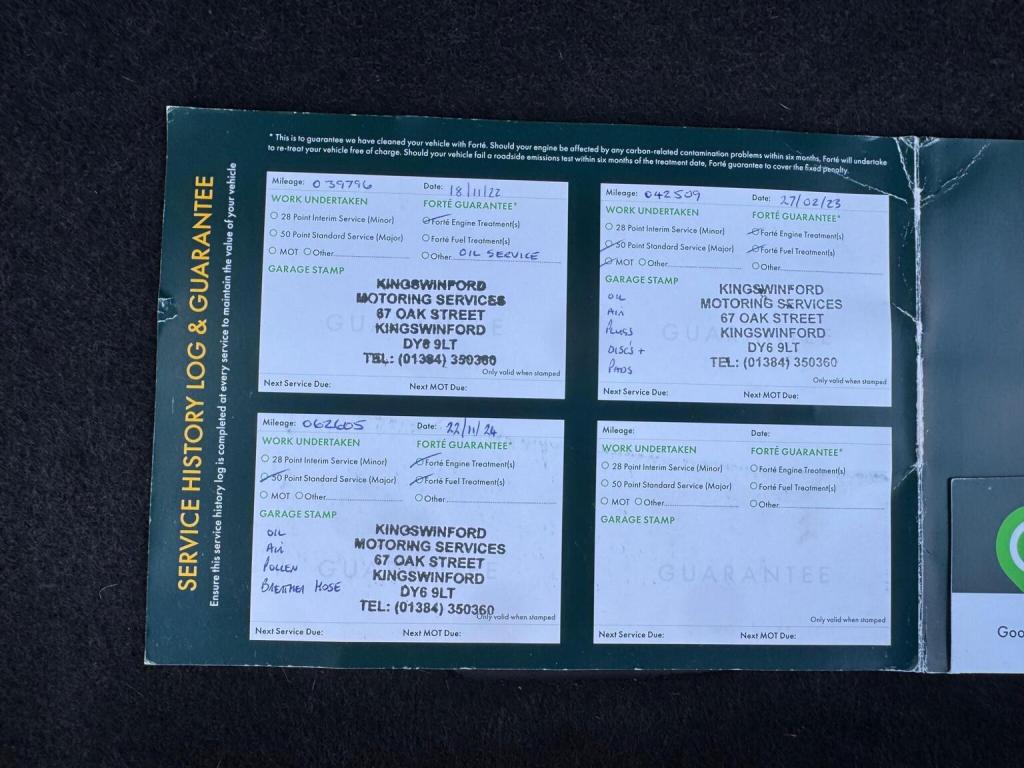 SERVICE HISTORY LOG & GUARANTEE
Ensure this service history log is completed at every service to maintain the value of your vehicle
* This is to guarantee we have cleaned your vehicle with Forté. Should your engine be affected by any carbon-related contamination problems within six months, Forté will undertake
to re-treat your vehicle free of charge. Should your vehicle fail a roadside emissions test within six months of the treatment date, Forté guarantee to cover the fixed penalty.
Mileage: 039796 Date: 18/11/22
WORK UNDERTAKEN FORTÉ GUARANTEE*
28 Point Interim Service (Minor) Forté Engine Treatment(s)
50 Point Standard Service (Major) Forté Fuel Treatment(s)
MOT Other Other OIL SERVICE
GARAGE STAMP
KINGSWINFORD
MOTORING SERVICES
67 OAK STREET
KINGSWINFORD
DY6 9LT
TEL: (01384) 350360
GUARANTEE
Only valid when stamped
Next Service Due: Next MOT Due:
Mileage: 042509 Date: 27/02/23
WORK UNDERTAKEN FORTÉ GUARANTEE*
28 Point Interim Service (Minor) Forté Engine Treatment(s)
50 Point Standard Service (Major) Forté Fuel Treatment(s)
MOT Other Other
GARAGE STAMP
OIL
AIR
PLUGS
DISCS +
PADS
KINGSWINFORD
MOTORING SERVICES
67 OAK STREET
KINGSWINFORD
DY6 9LT
TEL: (01384) 350360
GUARANTEE
Only valid when stamped
Next Service Due: Next MOT Due:
Mileage: 062605 Date: 22/11/24
WORK UNDERTAKEN FORTÉ GUARANTEE*
28 Point Interim Service (Minor) Forté Engine Treatment(s)
50 Point Standard Service (Major) Forté Fuel Treatment(s)
MOT Other Other
GARAGE STAMP
OIL
AIR
POLLEN
BREATHER HOSE
KINGSWINFORD
MOTORING SERVICES
67 OAK STREET
KINGSWINFORD
DY6 9LT
TEL: (01384) 350360
GUARANTEE
Only valid when stamped
Next Service Due: Next MOT Due:
Mileage: Date:
WORK UNDERTAKEN FORTÉ GUARANTEE*
28 Point Interim Service (Minor) Forté Engine Treatment(s)
50 Point Standard Service (Major) Forté Fuel Treatment(s)
MOT Other Other
GARAGE STAMP
GUARANTEE
Only valid when stamped
Next Service Due: Next MOT Due:
Goo